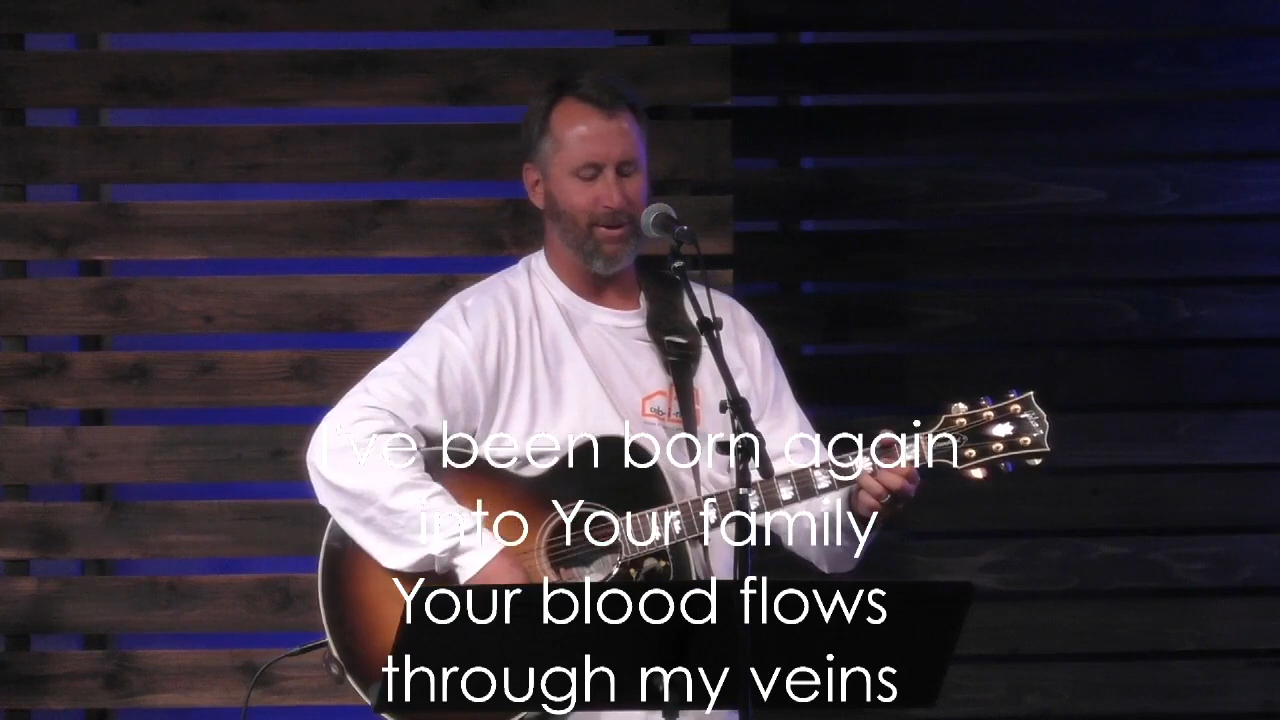 I've been born again
into Your family
Your blood flows
through my veins